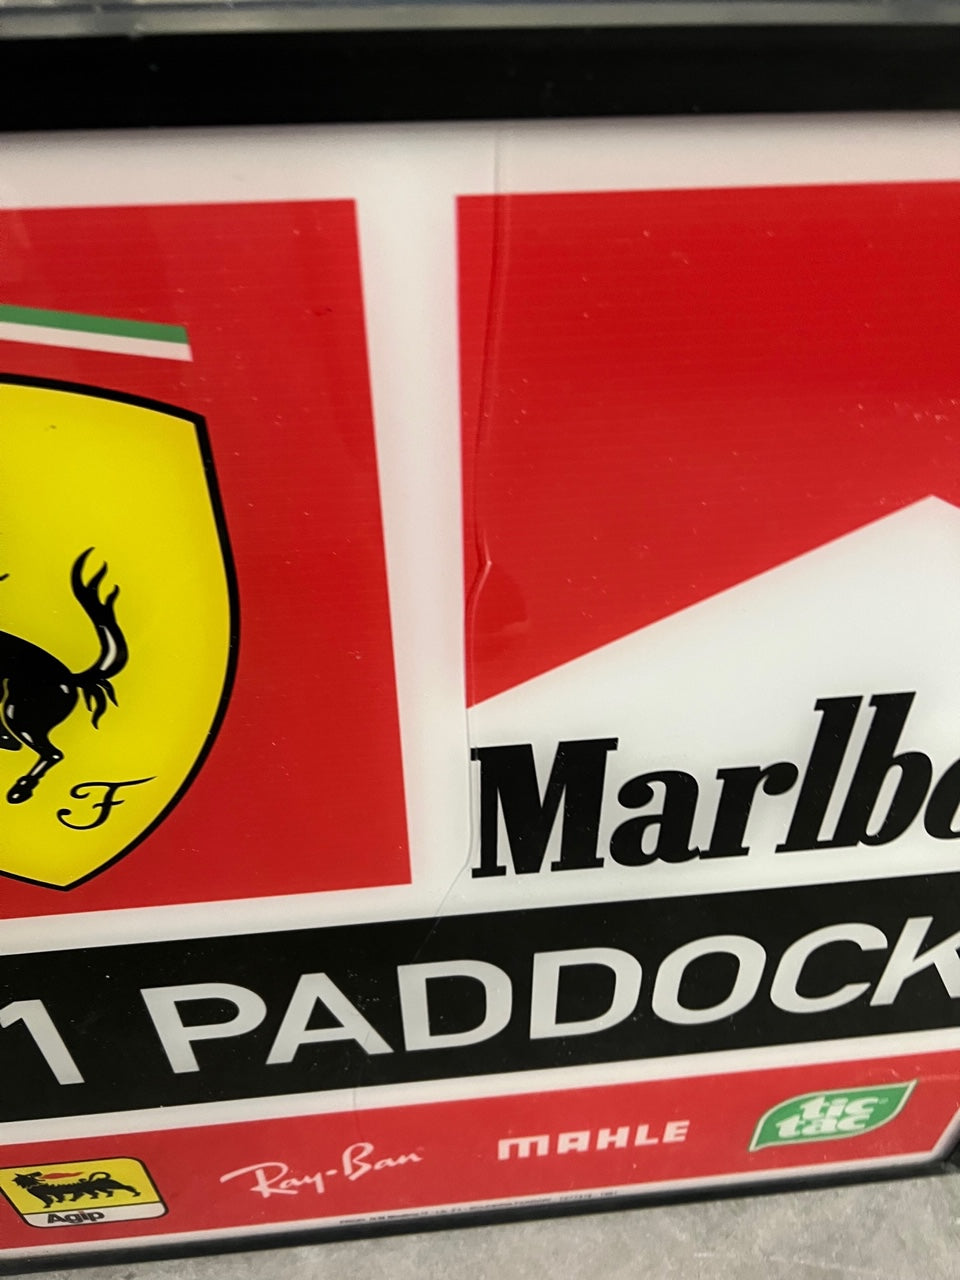 F
Marlbo
1 PADDOCK
Agip
Ray-Ban
MAHLE
tic
tac